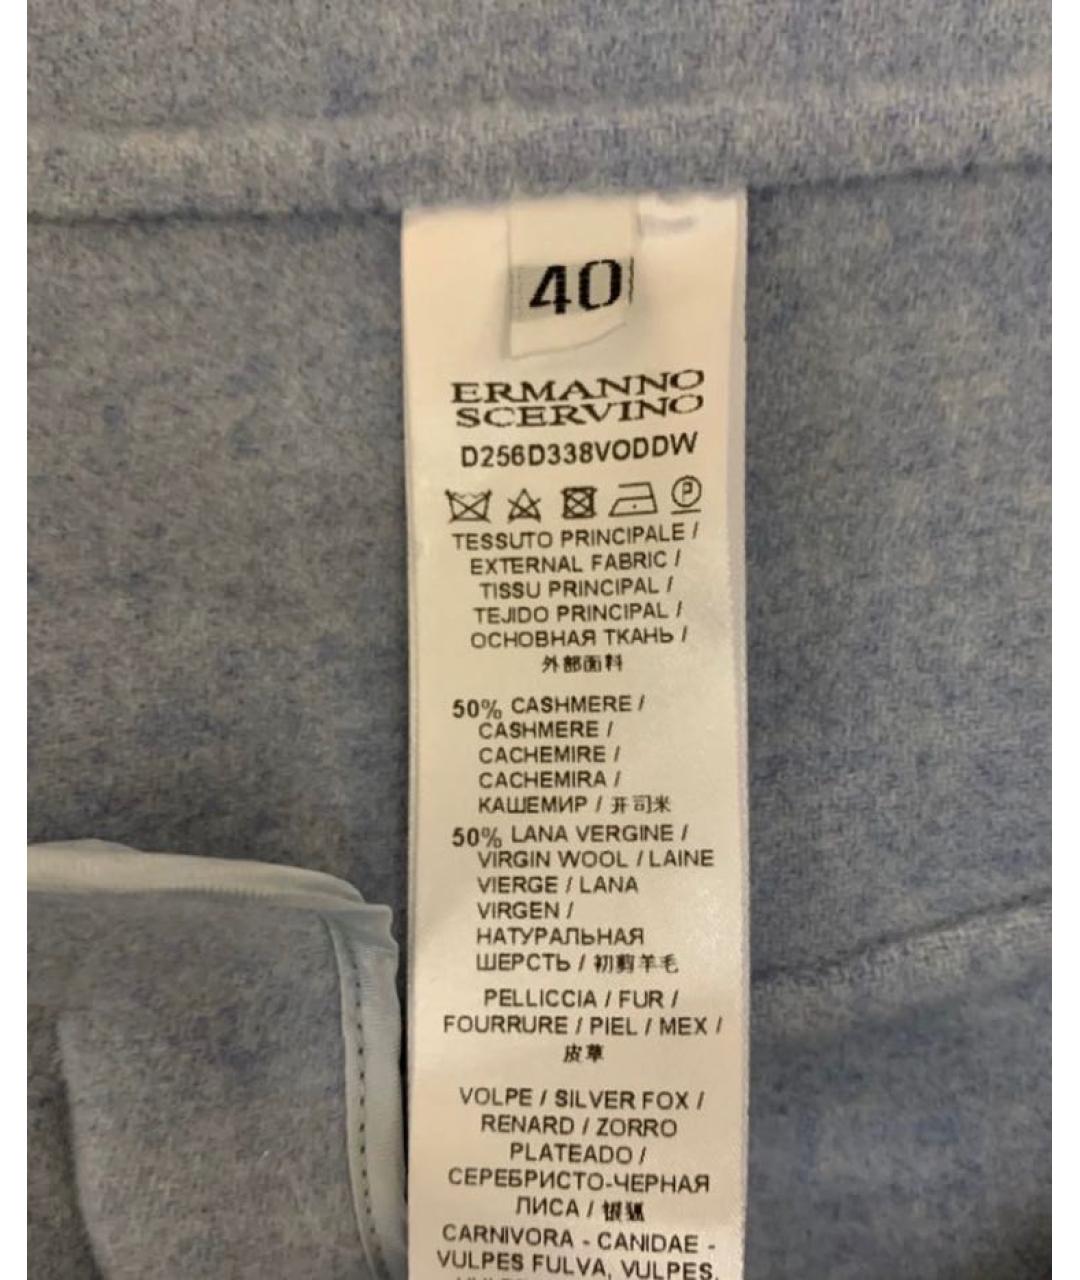 40
ERMANNO
SCERVINO
D256D338VODDW
P
TESSUTO PRINCIPALE /
EXTERNAL FABRIC /
TISSU PRINCIPAL /
TEJIDO PRINCIPAL /
ОСНОВНАЯ ТКАНЬ /
外部面料
50% CASHMERE /
CASHMERE /
CACHEMIRE /
CACHEMIRA /
КАШЕМИР / 开司米
50% LANA VERGINE /
VIRGIN WOOL / LAINE
VIERGE / LANA
VIRGEN /
НАТУРАЛЬНАЯ
ШЕРСТЬ / 初剪羊毛
PELLICCIA / FUR /
FOURRURE / PIEL / МЕХ /
皮草
VOLPE / SILVER FOX /
RENARD / ZORRO
PLATEADO /
СЕРЕБРИСТО-ЧЕРНАЯ
ЛИСА / 银狐
CARNIVORA - CANIDAE -
VULPES FULVA, VULPES,